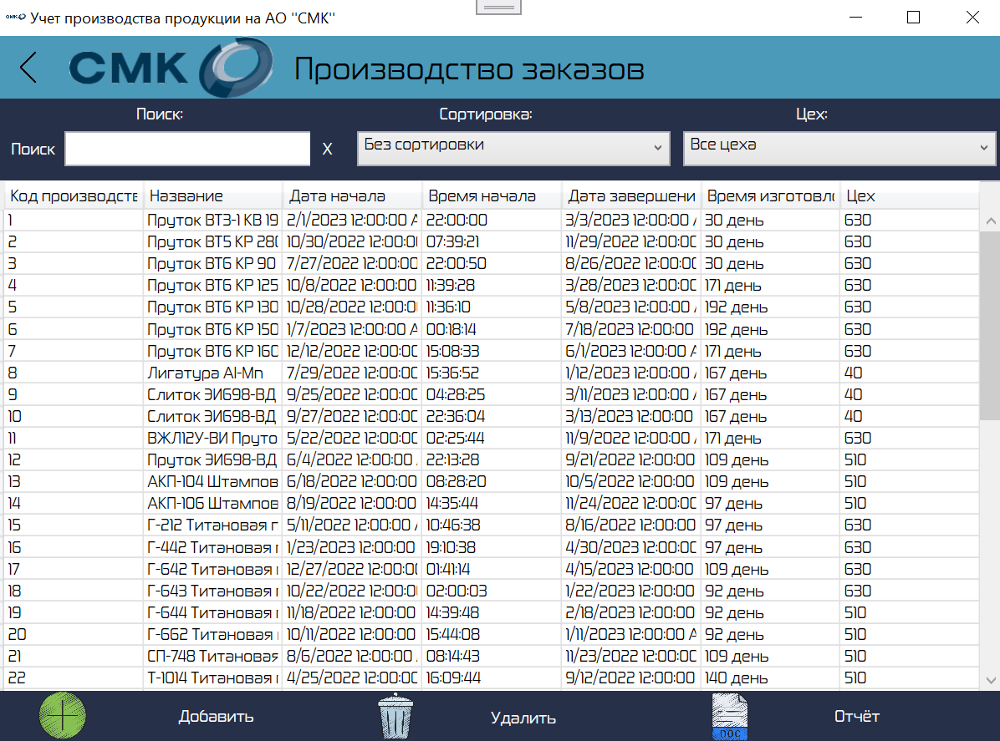 СМК Учет производства продукции на АО "СМК"
СМК Производство заказов
Поиск: Сортировка: Цех:
Поиск X Без сортировки Все цеха
Код производств Название Дата начала Время начала Дата завершени Время изготовл Цех
1 Пруток ВТ3-1 КВ 19 2/1/2023 12:00:00 A 22:00:00 3/3/2023 12:00:00 A 30 день 630
2 Пруток ВТ5 КР 280 10/30/2022 12:00:00 07:39:21 11/29/2022 12:00:00 30 день 630
3 Пруток ВТ6 КР 90 7/27/2022 12:00:00 22:00:50 8/26/2022 12:00:00 30 день 630
4 Пруток ВТ6 КР 125 10/8/2022 12:00:00 11:39:28 3/28/2023 12:00:00 171 день 630
5 Пруток ВТ6 КР 130 10/28/2022 12:00:00 11:36:10 5/8/2023 12:00:00 A 192 день 630
6 Пруток ВТ6 КР 150 1/7/2023 12:00:00 A 00:18:14 7/18/2023 12:00:00 192 день 630
7 Пруток ВТ6 КР 160 12/12/2022 12:00:00 15:08:33 6/1/2023 12:00:00 A 171 день 630
8 Лигатура Al-Mn 7/29/2022 12:00:00 15:36:52 1/12/2023 12:00:00 A 167 день 40
9 Слиток ЭИ698-ВД 9/25/2022 12:00:00 04:28:25 3/11/2023 12:00:00 A 167 день 40
10 Слиток ЭИ698-ВД 9/27/2022 12:00:00 22:36:04 3/13/2023 12:00:00 167 день 40
11 ВЖЛ12У-ВИ Пруто 5/22/2022 12:00:00 02:25:44 11/9/2022 12:00:00 A 171 день 630
12 Пруток ЭИ698-ВД 6/4/2022 12:00:00 A 22:13:28 9/21/2022 12:00:00 109 день 510
13 АКП-104 Штампов 6/18/2022 12:00:00 08:28:20 10/5/2022 12:00:00 109 день 510
14 АКП-106 Штампов 8/19/2022 12:00:00 14:35:44 11/24/2022 12:00:00 97 день 510
15 Г-212 Титановая п 5/11/2022 12:00:00 A 10:46:38 8/16/2022 12:00:00 97 день 630
16 Г-442 Титановая п 1/23/2023 12:00:00 19:10:38 4/30/2023 12:00:00 97 день 630
17 Г-642 Титановая п 12/27/2022 12:00:00 01:41:14 4/15/2023 12:00:00 109 день 630
18 Г-643 Титановая п 10/22/2022 12:00:00 02:00:03 1/22/2023 12:00:00 92 день 630
19 Г-644 Титановая п 11/18/2022 12:00:00 14:39:48 2/18/2023 12:00:00 92 день 510
20 Г-662 Титановая п 10/11/2022 12:00:00 15:44:08 1/11/2023 12:00:00 A 92 день 510
21 СП-748 Титановая 8/6/2022 12:00:00 A 08:14:43 11/23/2022 12:00:00 109 день 510
22 Т-1014 Титановая п 4/25/2022 12:00:00 16:09:44 9/12/2022 12:00:00 140 день 510
Добавить Удалить DOC Отчёт